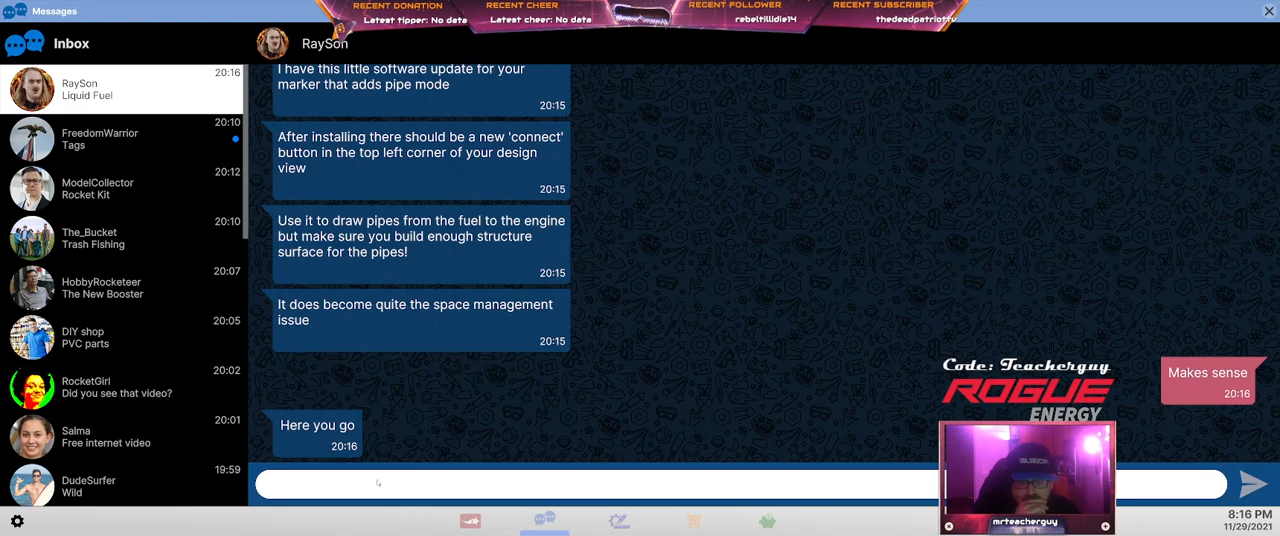 Messages
RECENT DONATION
Latest tipper: No data
RECENT CHEER
Latest cheer: No data
RECENT FOLLOWER
rebeltillidie14
RECENT SUBSCRIBER
thedeadpatriottv
Inbox
RaySon
RaySon
Liquid Fuel
20:16
FreedomWarrior
Tags
20:10
ModelCollector
Rocket Kit
20:12
The_Bucket
Trash Fishing
20:10
HobbyRocketeer
The New Booster
20:07
DIY shop
PVC parts
20:05
RocketGirl
Did you see that video?
20:02
Salma
Free internet video
20:01
DudeSurfer
Wild
19:59
I have this little software update for your
marker that adds pipe mode
20:15
After installing there should be a new 'connect'
button in the top left corner of your design
view
20:15
Use it to draw pipes from the fuel to the engine
but make sure you build enough structure
surface for the pipes!
20:15
It does become quite the space management
issue
20:15
Makes sense
20:16
Here you go
20:16
Code: Teacherguy
ROGUE
ENERGY
mrteacherguy
8:16 PM
11/29/2021